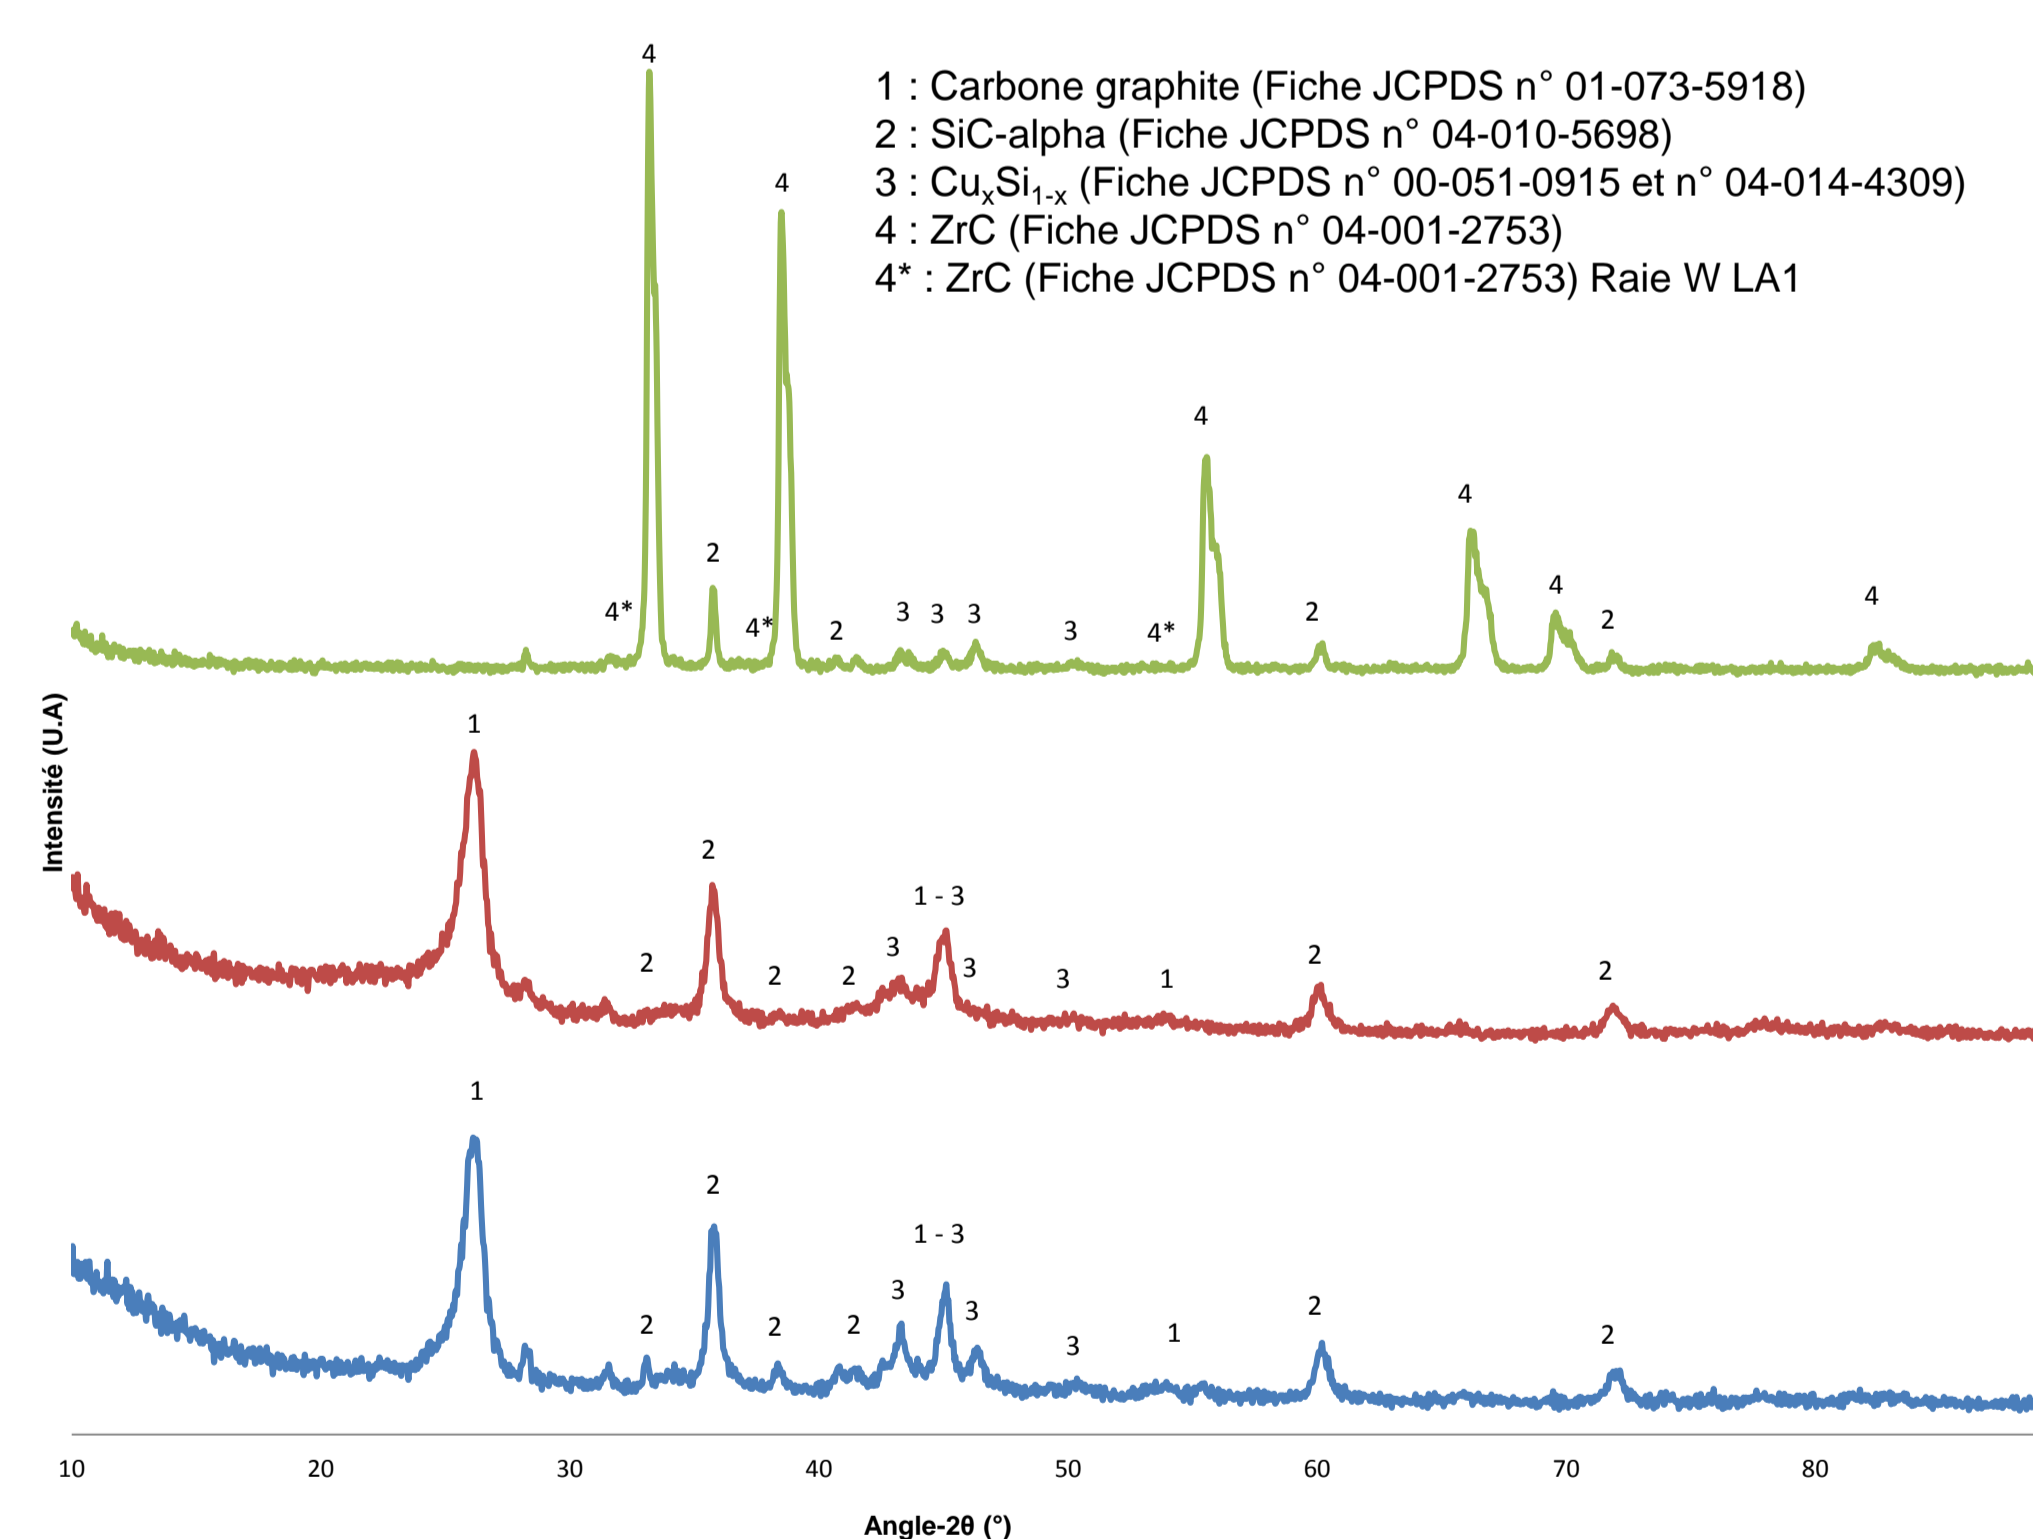 4
1 : Carbone graphite (Fiche JCPDS n° 01-073-5918)
2 : SiC-alpha (Fiche JCPDS n° 04-010-5698)
3 : CuxSi1-x (Fiche JCPDS n° 00-051-0915 et n° 04-014-4309)
4 : ZrC (Fiche JCPDS n° 04-001-2753)
4* : ZrC (Fiche JCPDS n° 04-001-2753) Raie W LA1
4
4
4
2
4* 4* 2 3 3 3 3 4* 2 4 2 4
Intensité (U.A)
1
2
1 - 3
2 2 2 3 3 3 1 2 2
1
2
1 - 3
2 2 2 3 3 3 1 2 2
10 20 30 40 50 60 70 80
Angle-2θ (°)